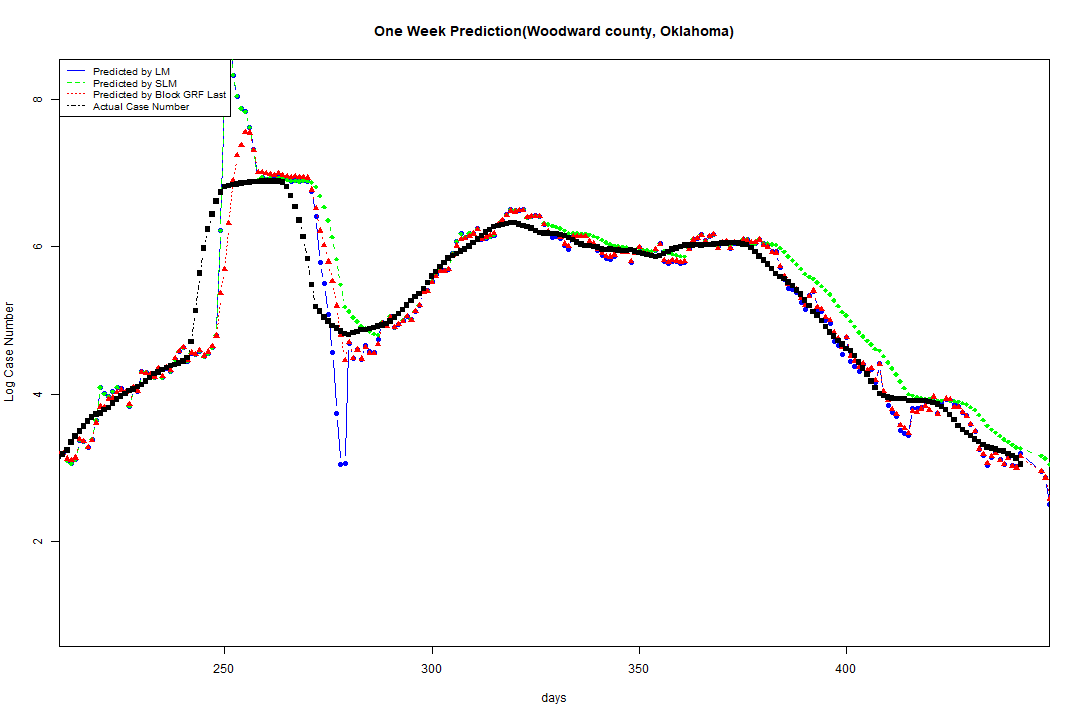 One Week Prediction(Woodward county, Oklahoma)
Predicted by LM
Predicted by SLM
Predicted by Block GRF Last
Actual Case Number
8
6
4
2
Log Case Number
250
300
350
400
days